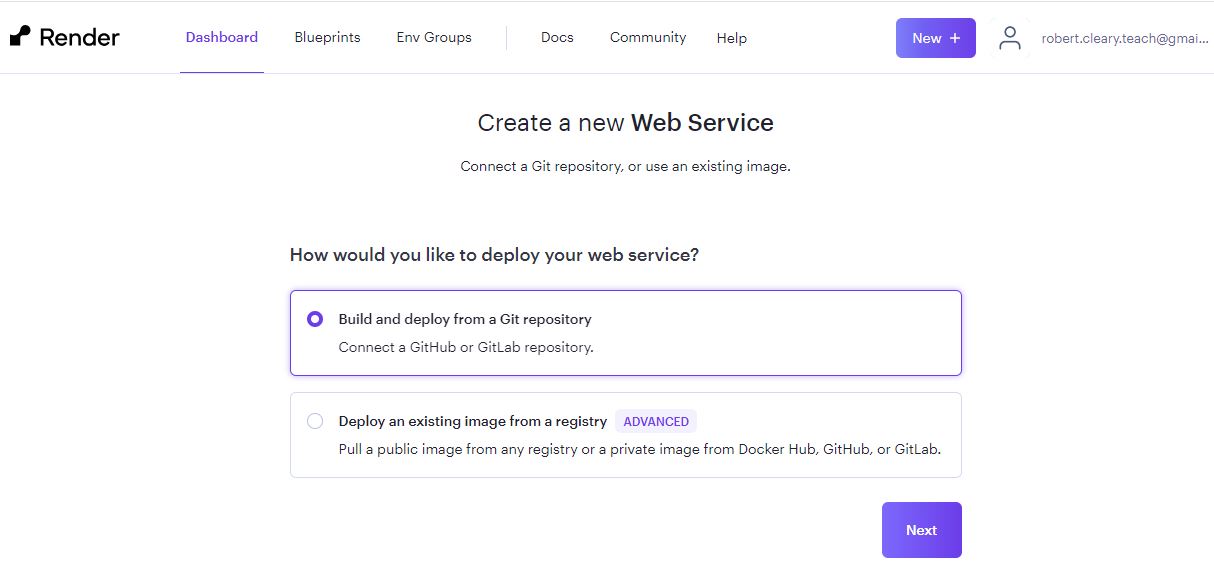 Render
Dashboard Blueprints Env Groups Docs Community Help New + robert.cleary.teach@gmai...
Create a new Web Service
Connect a Git repository, or use an existing image.
How would you like to deploy your web service?
Build and deploy from a Git repository
Connect a GitHub or GitLab repository.
Deploy an existing image from a registry ADVANCED
Pull a public image from any registry or a private image from Docker Hub, GitHub, or GitLab.
Next